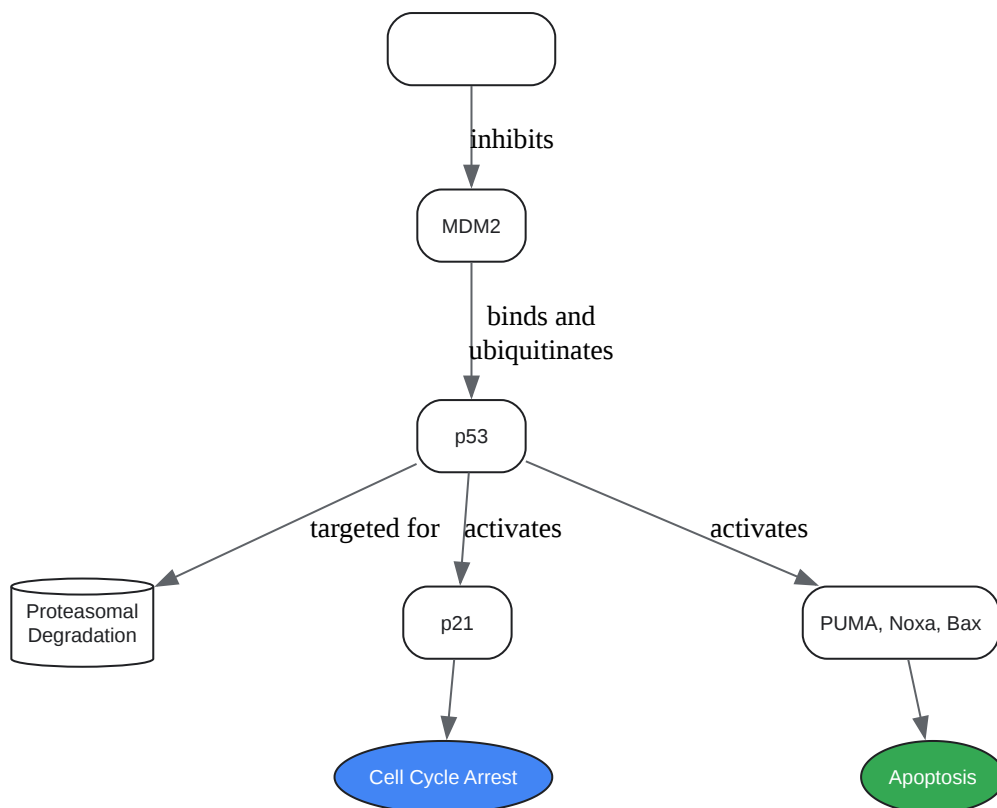 inhibits
MDM2
binds and
ubiquitinates
p53
targeted for
activates
activates
Proteasomal
Degradation
p21
PUMA, Noxa, Bax
Cell Cycle Arrest
Apoptosis